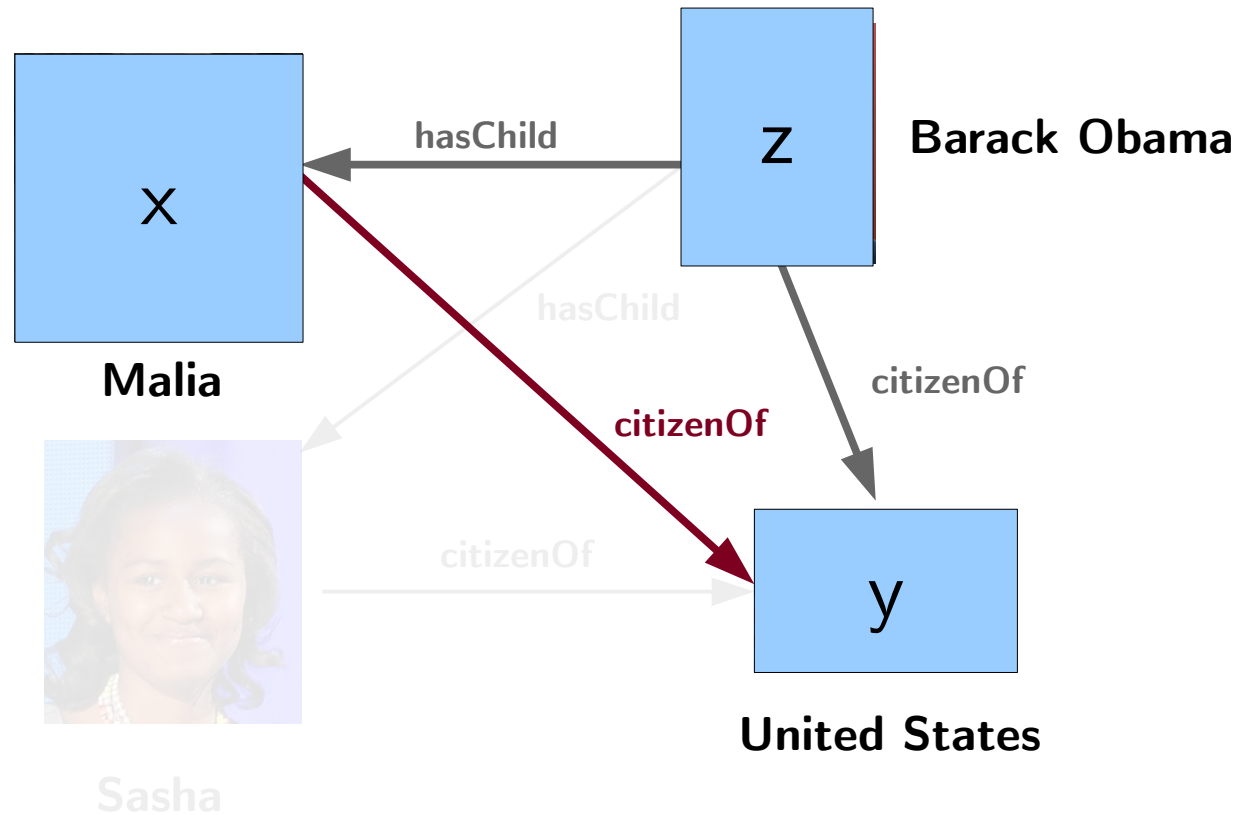 hasChild
z
Barack Obama
x
hasChild
Malia
citizenOf
citizenOf
citizenOf
y
United States
Sasha